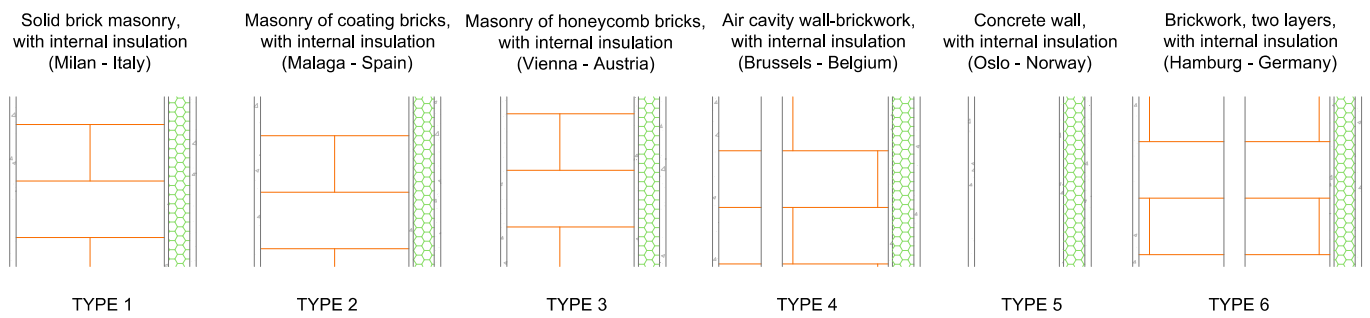 Solid brick masonry,
with internal insulation
(Milan - Italy)
Masonry of coating bricks,
with internal insulation
(Malaga - Spain)
Masonry of honeycomb bricks,
with internal insulation
(Vienna - Austria)
Air cavity wall-brickwork,
with internal insulation
(Brussels - Belgium)
Concrete wall,
with internal insulation
(Oslo - Norway)
Brickwork, two layers,
with internal insulation
(Hamburg - Germany)
TYPE 1
TYPE 2
TYPE 3
TYPE 4
TYPE 5
TYPE 6